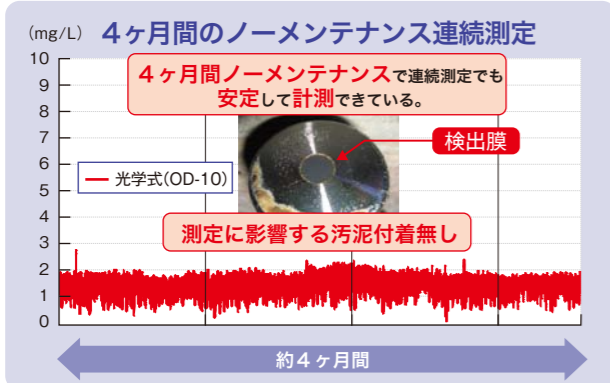 (mg/L) 4ヶ月間のノーメンテナンス連続測定
10
9
8
7
6
5
4
3
2
1
0
4ヶ月間ノーメンテナンスで連続測定でも
安定して計測できている。
検出膜
光学式(OD-10)
測定に影響する汚泥付着無し
約4ヶ月間